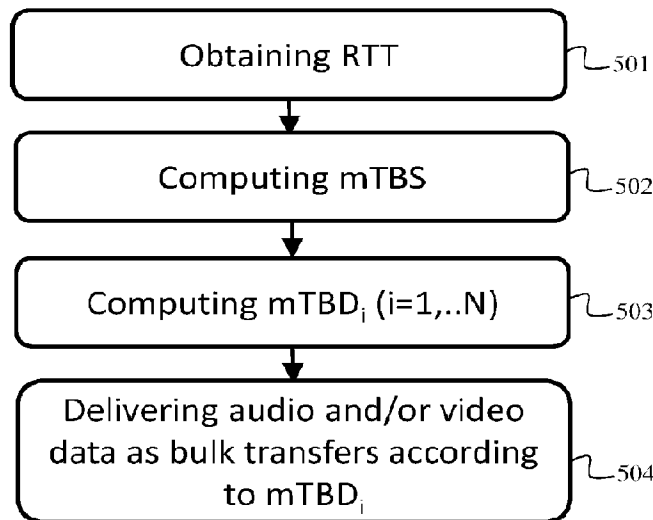 Obtaining RTT
501
Computing mTBS
502
Computing mTBDᵢ (i=1,..N)
503
Delivering audio and/or video
data as bulk transfers according
to mTBDᵢ
504